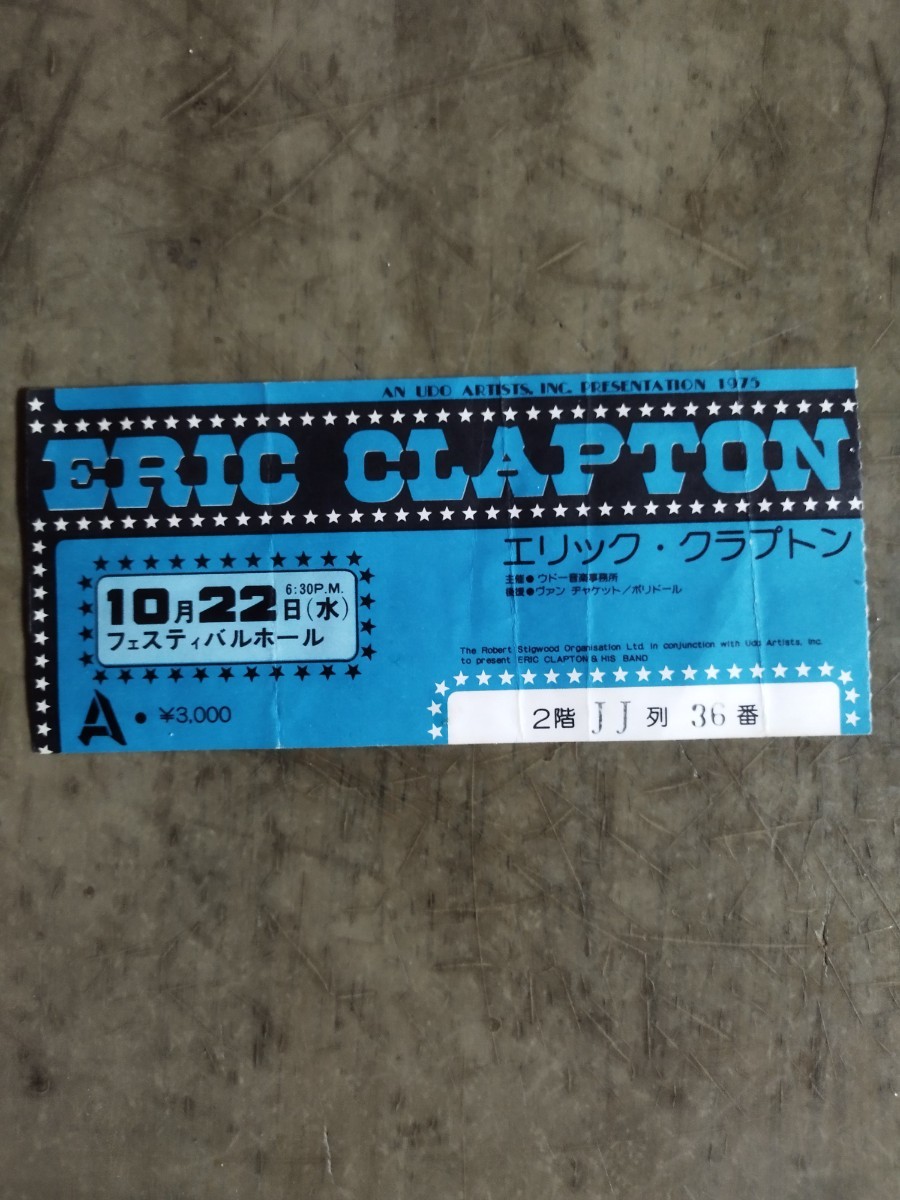 AN UDO ARTISTS, INC. PRESENTATION 1975
ERIC CLAPTON
エリック・クラプトン
主催●ウドー音楽事務所
後援●ヴァン ヂャケット/ポリドール
6:30P.M.
10月22日(水)
フェスティバルホール
The Robert Stigwood Organisation Ltd. in conjunction with Udo Artists, Inc.
to present ERIC CLAPTON & HIS BAND
A ● ¥3,000
2階 JJ 列 36 番